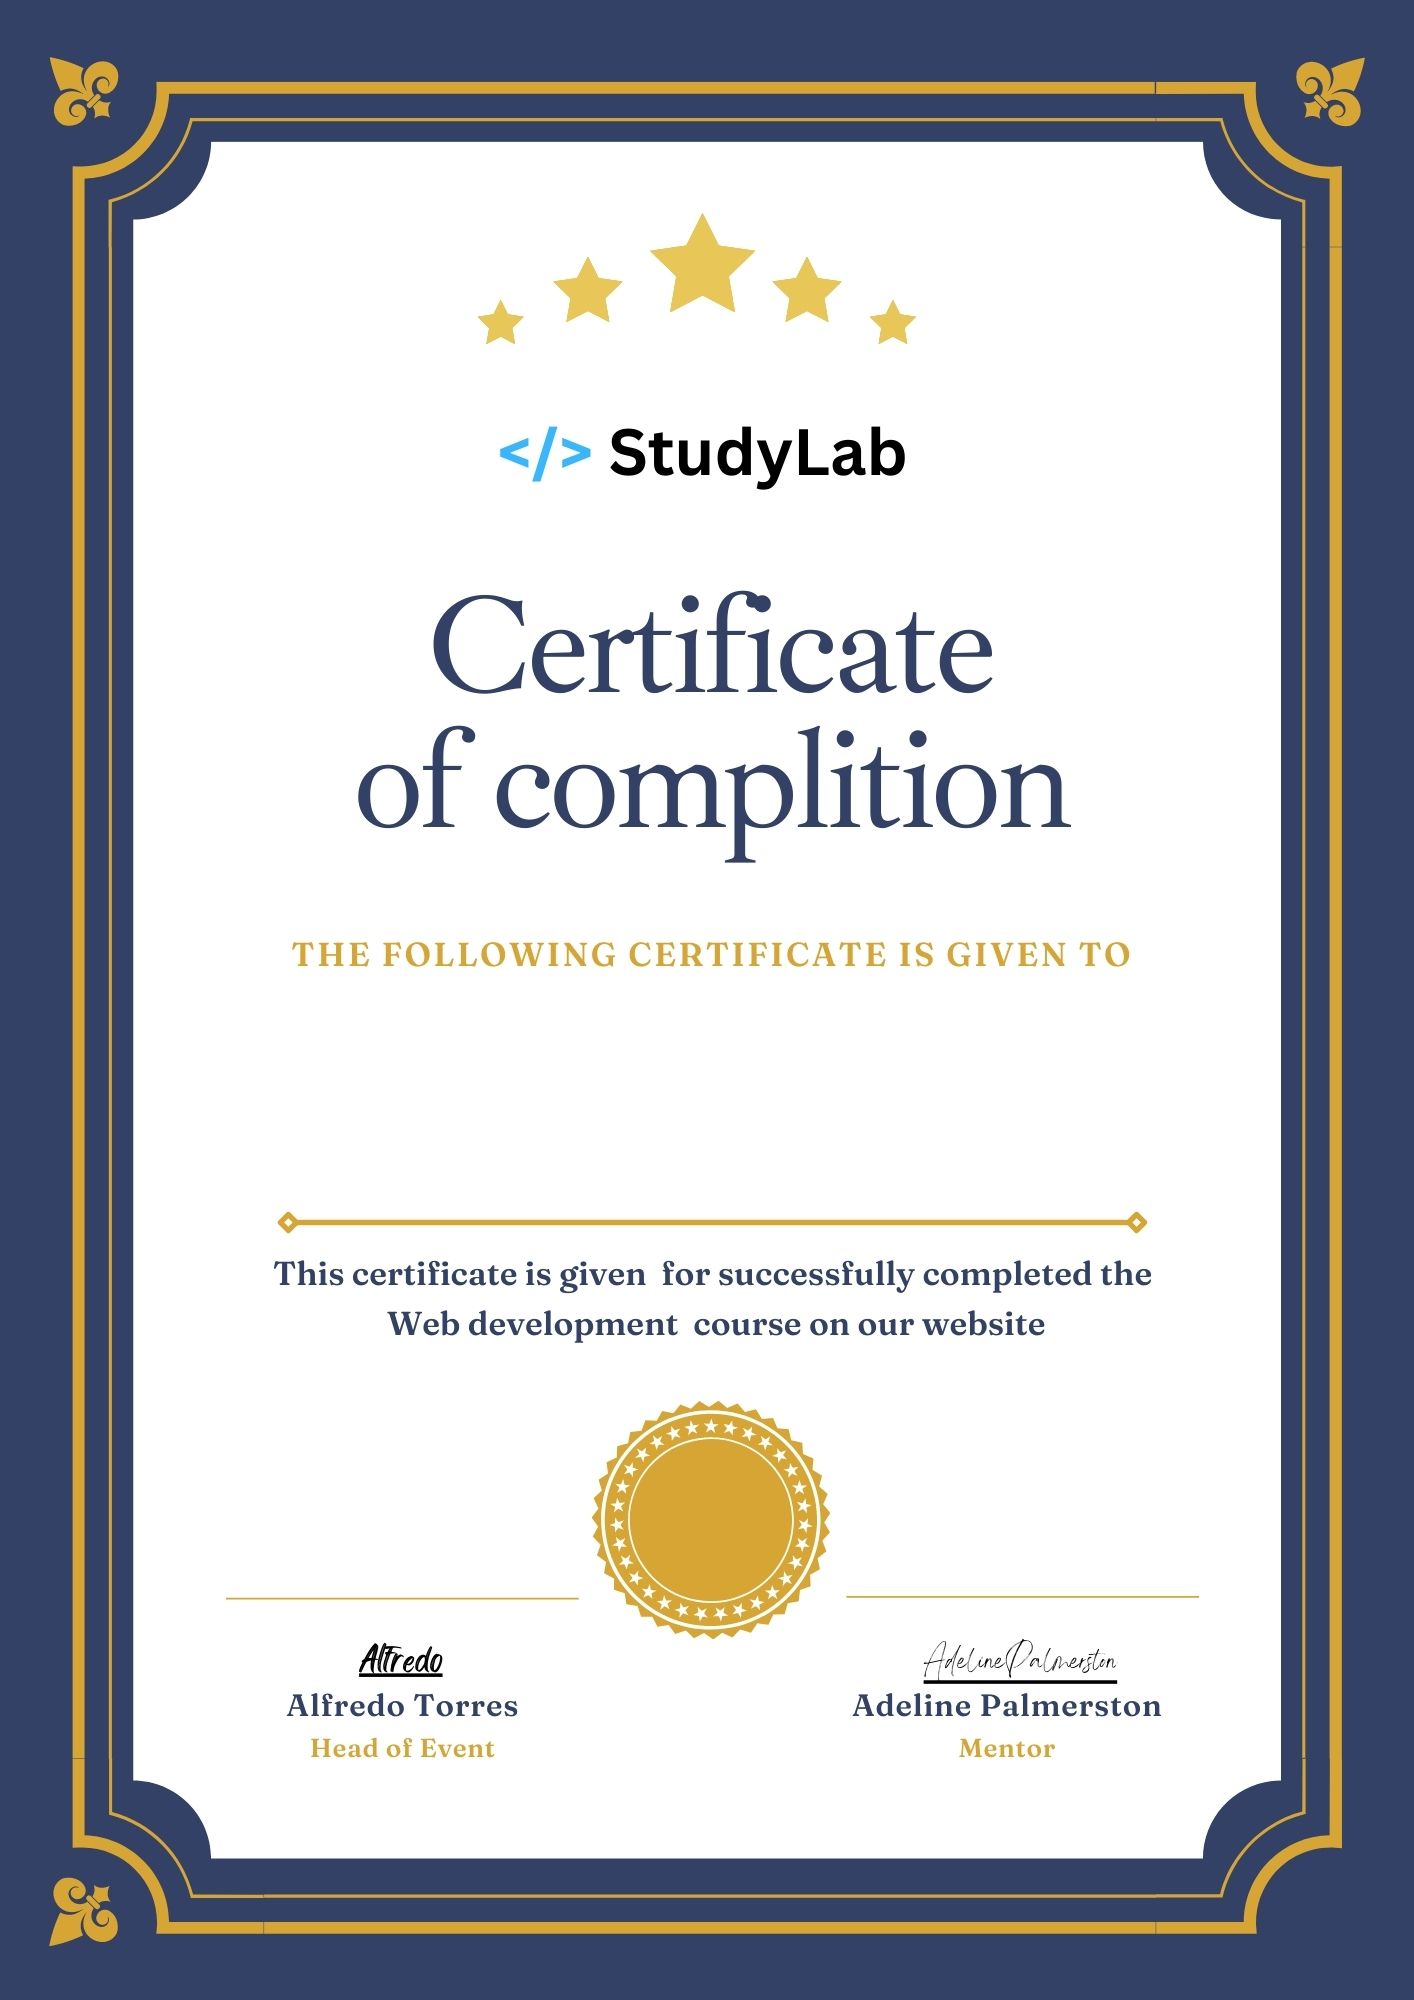 </> StudyLab
Certificate
of complition
THE FOLLOWING CERTIFICATE IS GIVEN TO
This certificate is given  for successfully completed the
Web development  course on our website
Alfredo
AdelinePalmerston
Alfredo Torres
Adeline Palmerston
Head of Event
Mentor